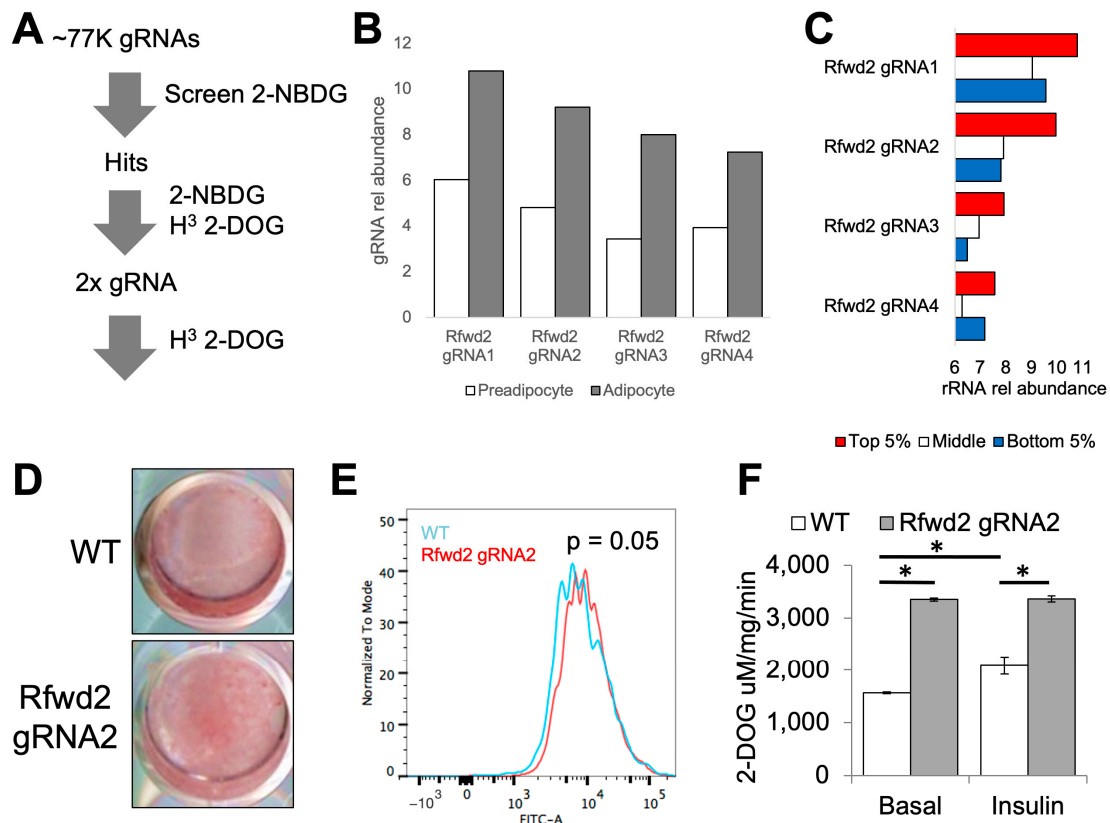 A
~77K gRNAs
Screen 2-NBDG
Hits
2-NBDG
H³ 2-DOG
2x gRNA
H³ 2-DOG
B
gRNA rel abundance
12
10
8
6
4
2
0
Rfwd2
gRNA1
Rfwd2
gRNA2
Rfwd2
gRNA3
Rfwd2
gRNA4
Preadipocyte
Adipocyte
C
Rfwd2 gRNA1
Rfwd2 gRNA2
Rfwd2 gRNA3
Rfwd2 gRNA4
6 7 8 9 10 11
rRNA rel abundance
Top 5% Middle Bottom 5%
D
WT
Rfwd2
gRNA2
E
Normalized To Mode
50
40
30
20
10
0
WT
Rfwd2 gRNA2
p = 0.05
−10³ 0 10³ 10⁴ 10⁵
FITC-A
F
WT Rfwd2 gRNA2
2-DOG uM/mg/min
4,000
3,000
2,000
1,000
0
*
* *
Basal Insulin